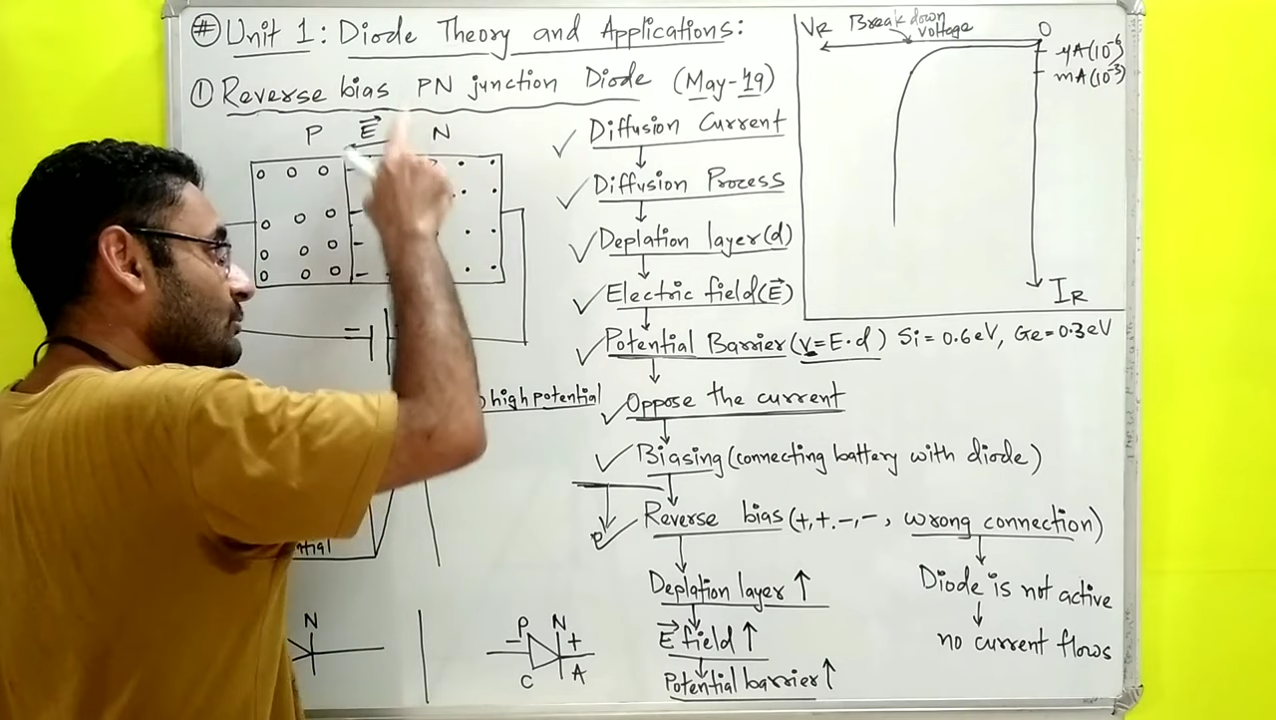 # Unit 1: Diode Theory and Applications:
① Reverse bias PN junction Diode (May-19)
P E N
high potential
ntial
N
P N
- +
C A
Diffusion Current
Diffusion Process
Deplation layer(d)
Electric field(E)
Potential Barrier (V=E·d) Si = 0.6eV, Ge = 0.3eV
Oppose the current
Biasing (connecting battery with diode)
Reverse bias (+,+,-,-, wrong connection)
Deplation layer ↑
E field ↑
Potential barrier ↑
Diode is not active
no current flows
VR Break down voltage 0
μA(10⁻⁶)
mA(10⁻³)
IR